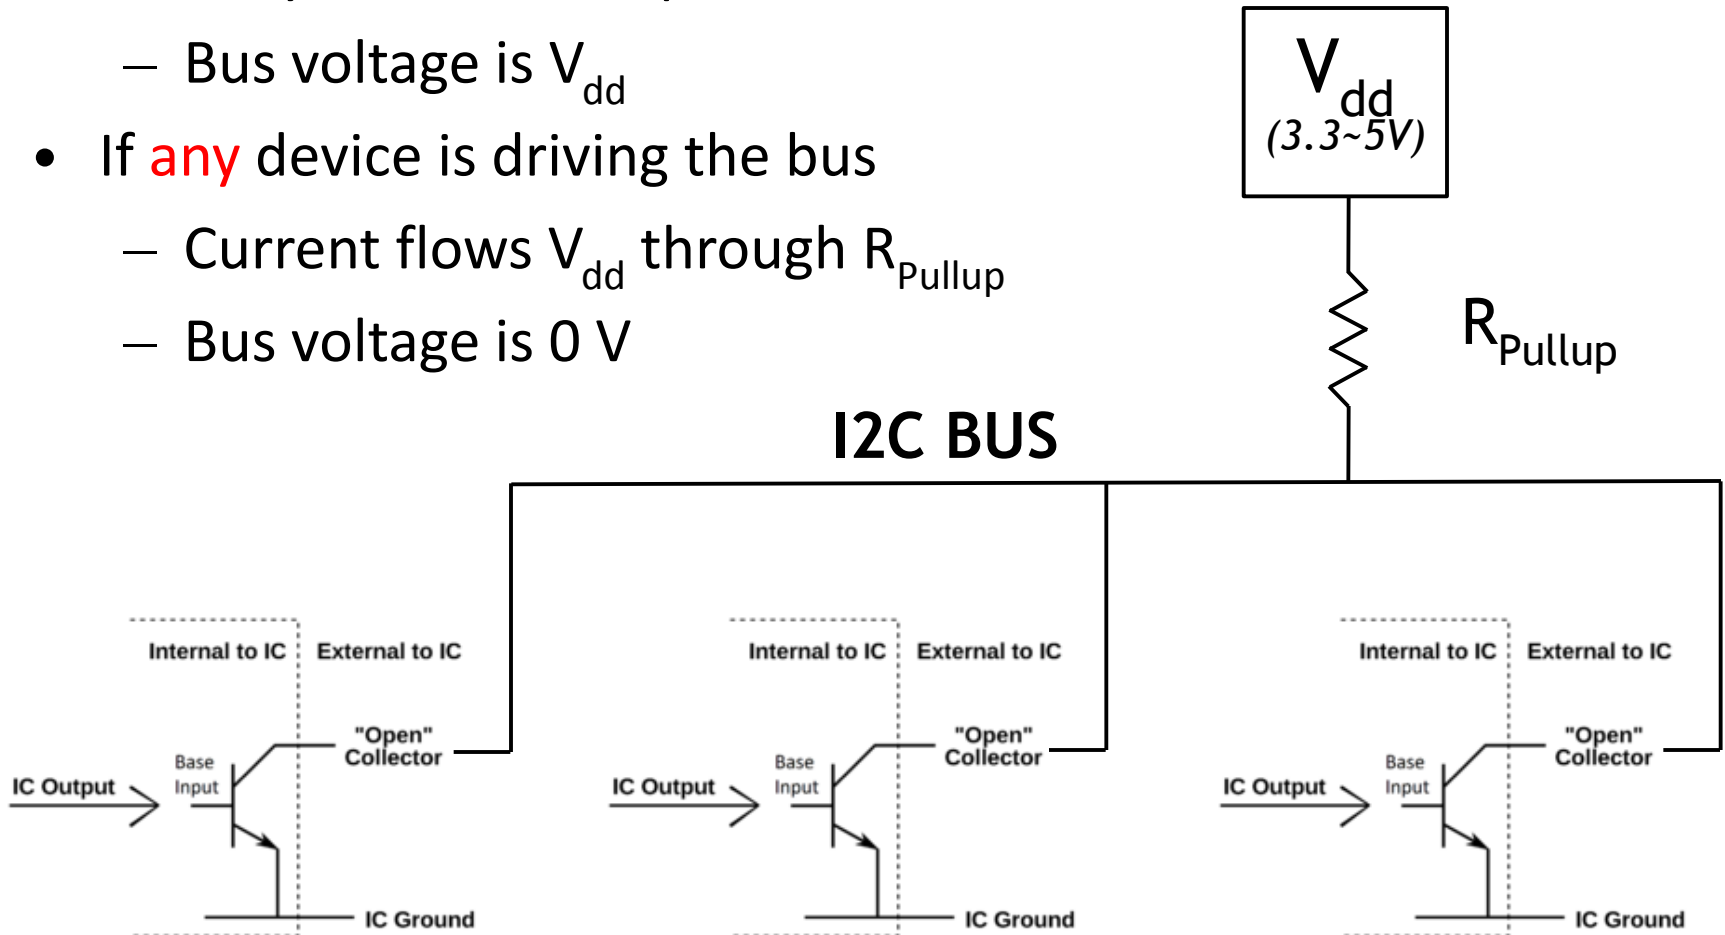 – Bus voltage is Vdd
• If any device is driving the bus
– Current flows Vdd through RPullup
– Bus voltage is 0 V
Vdd
(3.3~5V)
RPullup
I2C BUS
Internal to IC
External to IC
"Open"
Collector
Base
Input
IC Output
IC Ground
Internal to IC
External to IC
"Open"
Collector
Base
Input
IC Output
IC Ground
Internal to IC
External to IC
"Open"
Collector
Base
Input
IC Output
IC Ground